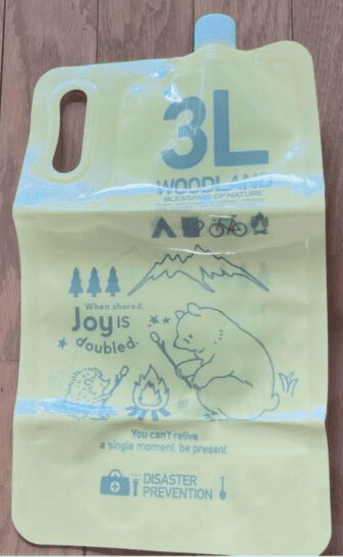 3L
WOODLAND
BLESSINGS OF NATURE
When shared.
Joy IS
doubled.
You can't relive
a single moment. be present.
DISASTER
PREVENTION